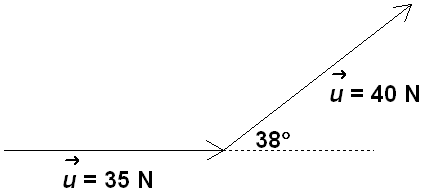 u⃗ = 40 N
38°
u⃗ = 35 N